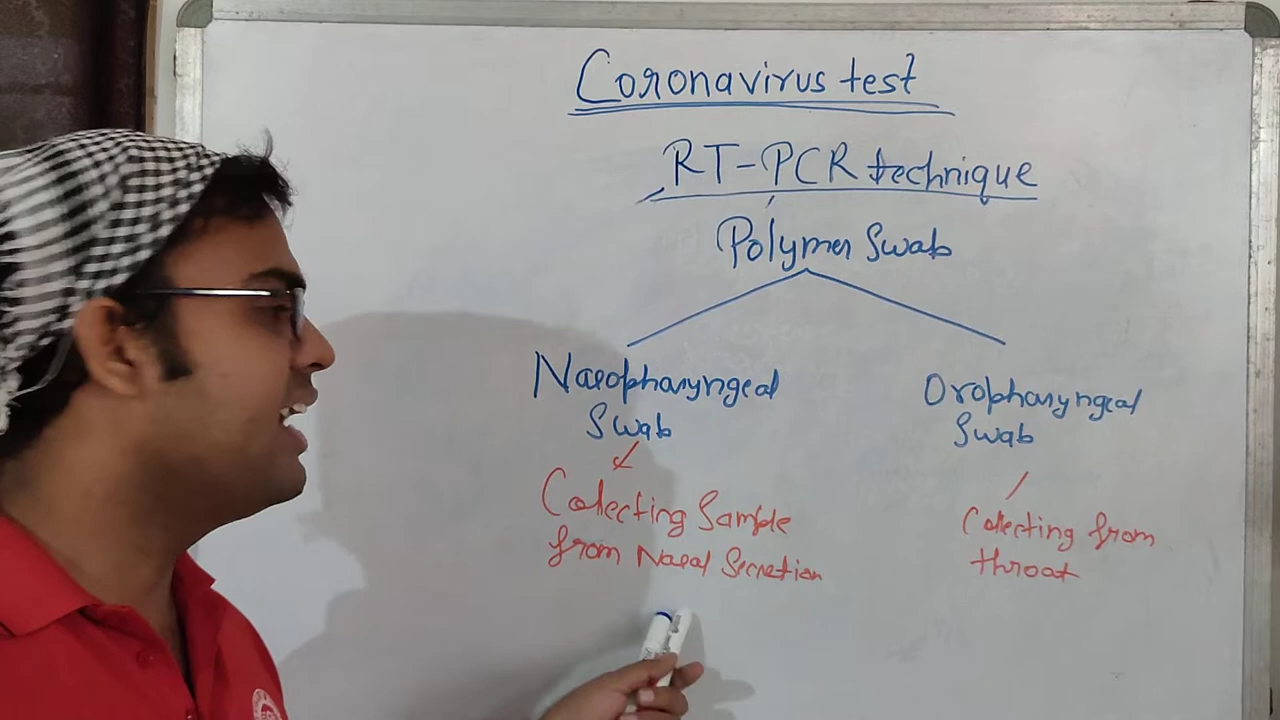 Coronavirus test
RT-PCR technique
Polymer Swab
Nasopharyngeal
Swab
Oropharyngeal
Swab
Collecting Sample
from Nasal Secretion
Collecting from
throat